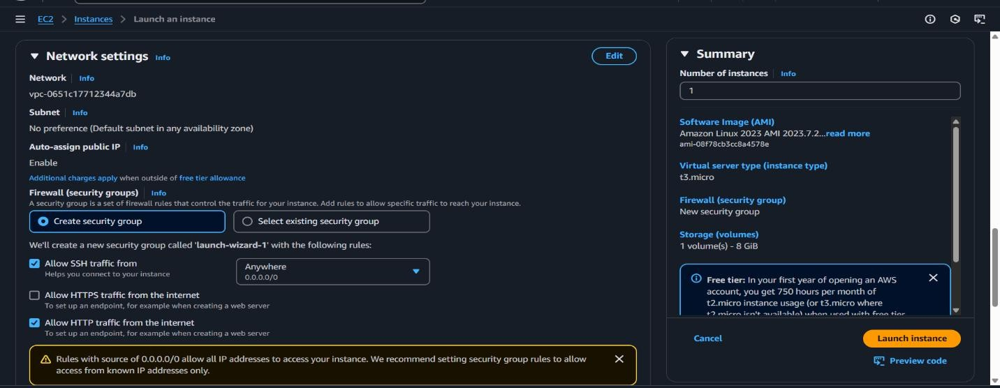 EC2 > Instances > Launch an instance
Network settings Info
Edit
Network Info
vpc-0651c17712344a7db
Subnet Info
No preference (Default subnet in any availability zone)
Auto-assign public IP Info
Enable
Additional charges apply when outside of free tier allowance
Firewall (security groups) Info
A security group is a set of firewall rules that control the traffic for your instance. Add rules to allow specific traffic to reach your instance.
Create security group
Select existing security group
We'll create a new security group called 'launch-wizard-1' with the following rules:
Allow SSH traffic from
Helps you connect to your instance
Anywhere
0.0.0.0/0
Allow HTTPS traffic from the internet
To set up an endpoint, for example when creating a web server
Allow HTTP traffic from the internet
To set up an endpoint, for example when creating a web server
Rules with source of 0.0.0.0/0 allow all IP addresses to access your instance. We recommend setting security group rules to allow
access from known IP addresses only.
Summary
Number of instances Info
1
Software Image (AMI)
Amazon Linux 2023 AMI 2023.7.2...read more
ami-08f78cb3cc8a4578e
Virtual server type (instance type)
t3.micro
Firewall (security group)
New security group
Storage (volumes)
1 volume(s) - 8 GiB
Free tier: In your first year of opening an AWS
account, you get 750 hours per month of
t2.micro instance usage (or t3.micro where
t2.micro isn't available) when used with free tier
Cancel
Launch instance
Preview code